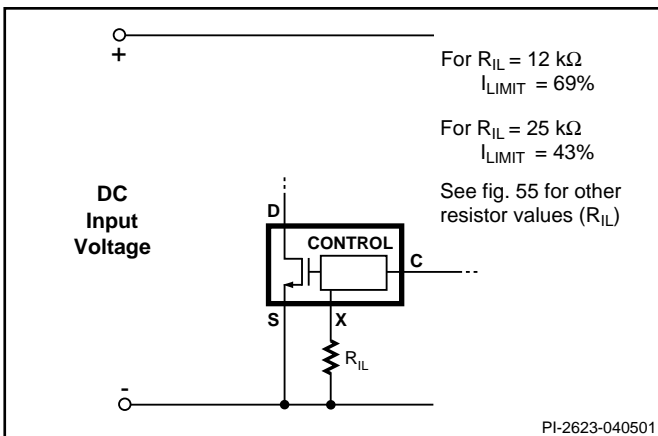 +
For R_IL = 12 kΩ
I_LIMIT = 69%
For R_IL = 25 kΩ
I_LIMIT = 43%
See fig. 55 for other
resistor values (R_IL)
DC
Input
Voltage
D
CONTROL
C
S
X
R_IL
-
PI-2623-040501